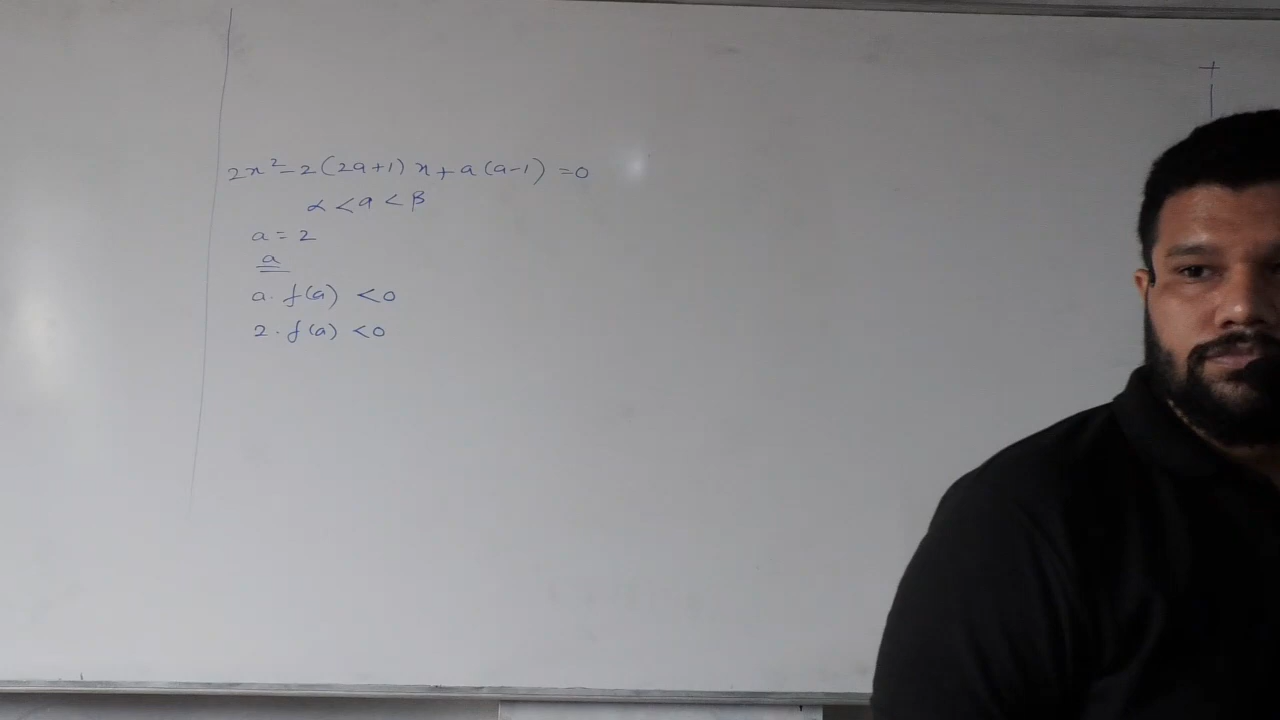 2x²-2(2a+1)x+a(a-1)=0
α<a<β
a=2
a
a.f(a)<0
2.f(a)<0